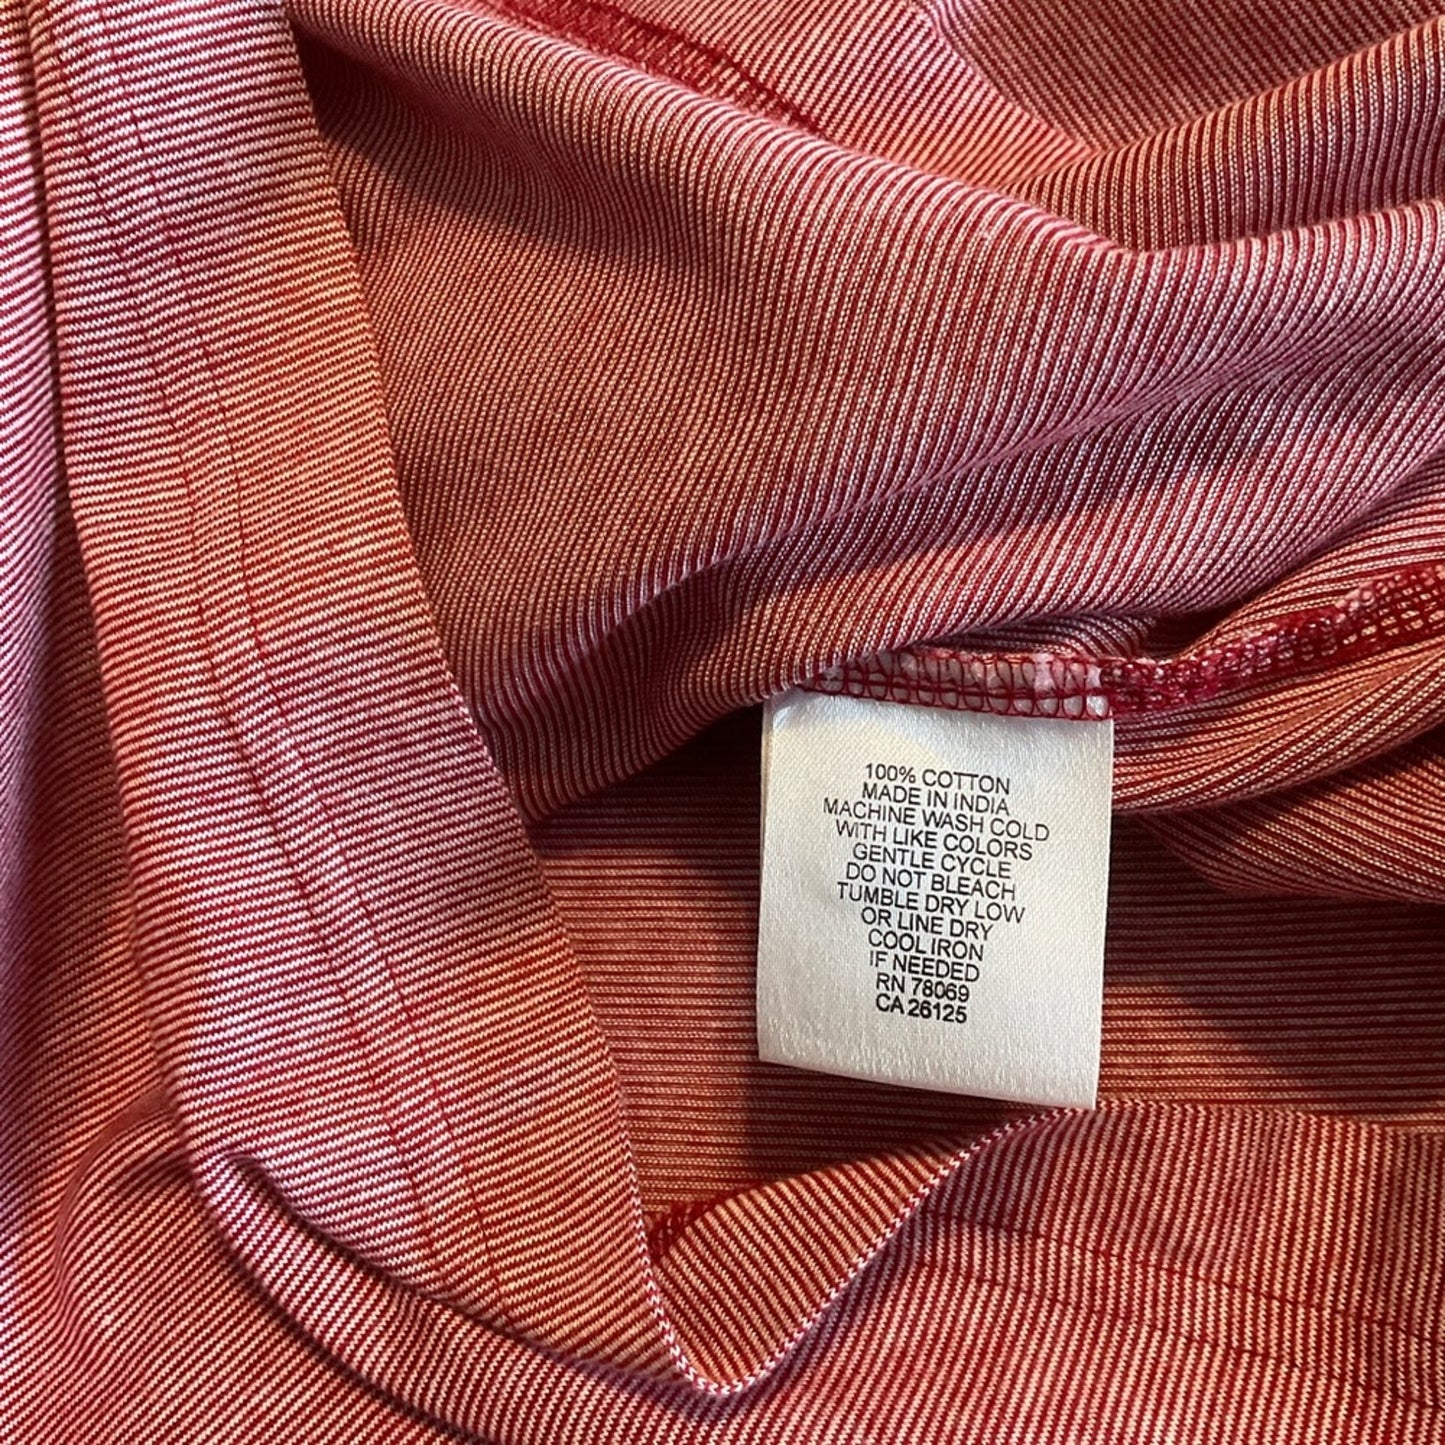 100% COTTON
MADE IN INDIA
MACHINE WASH COLD
WITH LIKE COLORS
GENTLE CYCLE
DO NOT BLEACH
TUMBLE DRY LOW
OR LINE DRY
COOL IRON
IF NEEDED
RN 78069
CA 26125